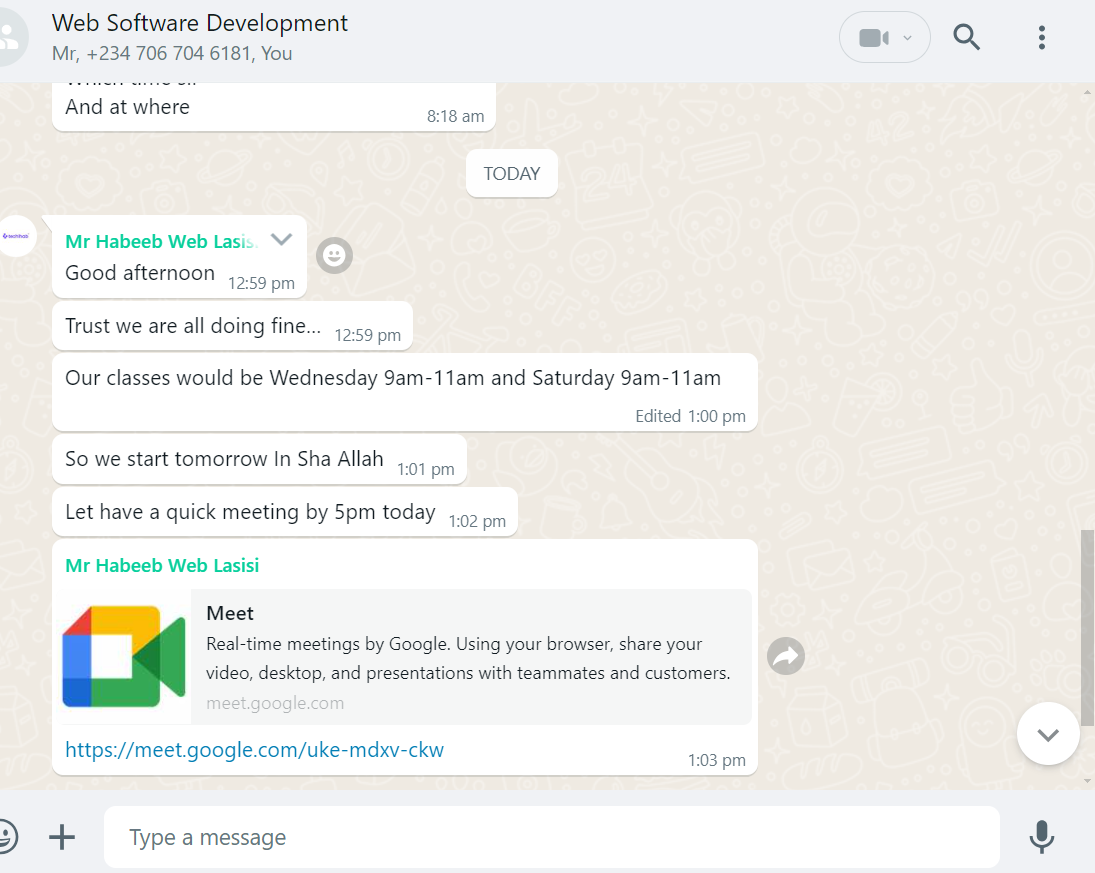 Web Software Development
Mr, +234 706 704 6181, You
And at where
8:18 am
TODAY
Mr Habeeb Web Lasis
Good afternoon
12:59 pm
Trust we are all doing fine...
12:59 pm
Our classes would be Wednesday 9am-11am and Saturday 9am-11am
Edited 1:00 pm
So we start tomorrow In Sha Allah
1:01 pm
Let have a quick meeting by 5pm today
1:02 pm
Mr Habeeb Web Lasisi
Meet
Real-time meetings by Google. Using your browser, share your
video, desktop, and presentations with teammates and customers.
meet.google.com
https://meet.google.com/uke-mdxv-ckw
1:03 pm
Type a message